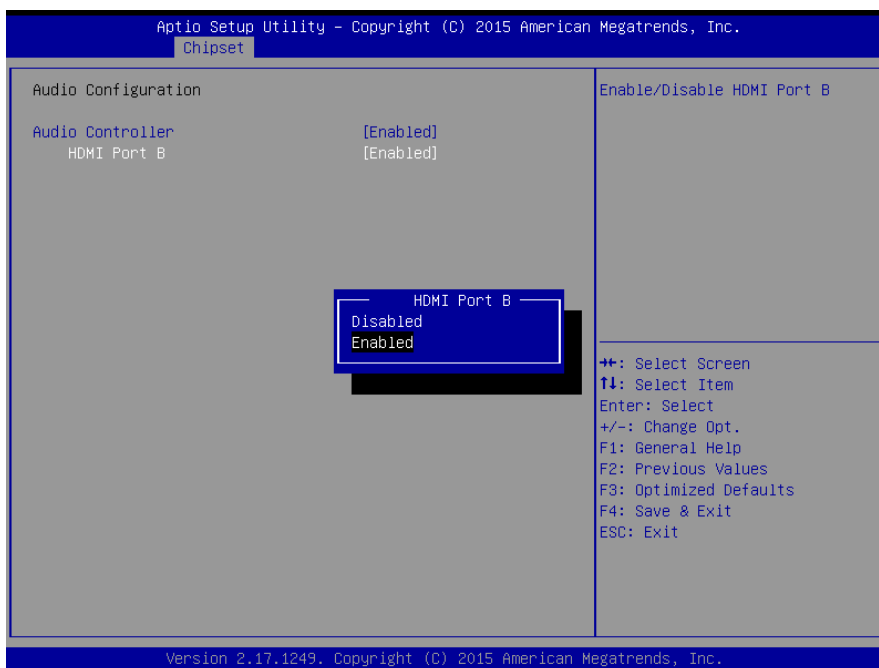 Aptio Setup Utility – Copyright (C) 2015 American Megatrends, Inc.
Chipset
Audio Configuration
Audio Controller [Enabled]
HDMI Port B [Enabled]
Enable/Disable HDMI Port B
HDMI Port B
Disabled
Enabled
→←: Select Screen
↑↓: Select Item
Enter: Select
+/-: Change Opt.
F1: General Help
F2: Previous Values
F3: Optimized Defaults
F4: Save & Exit
ESC: Exit
Version 2.17.1249. Copyright (C) 2015 American Megatrends, Inc.